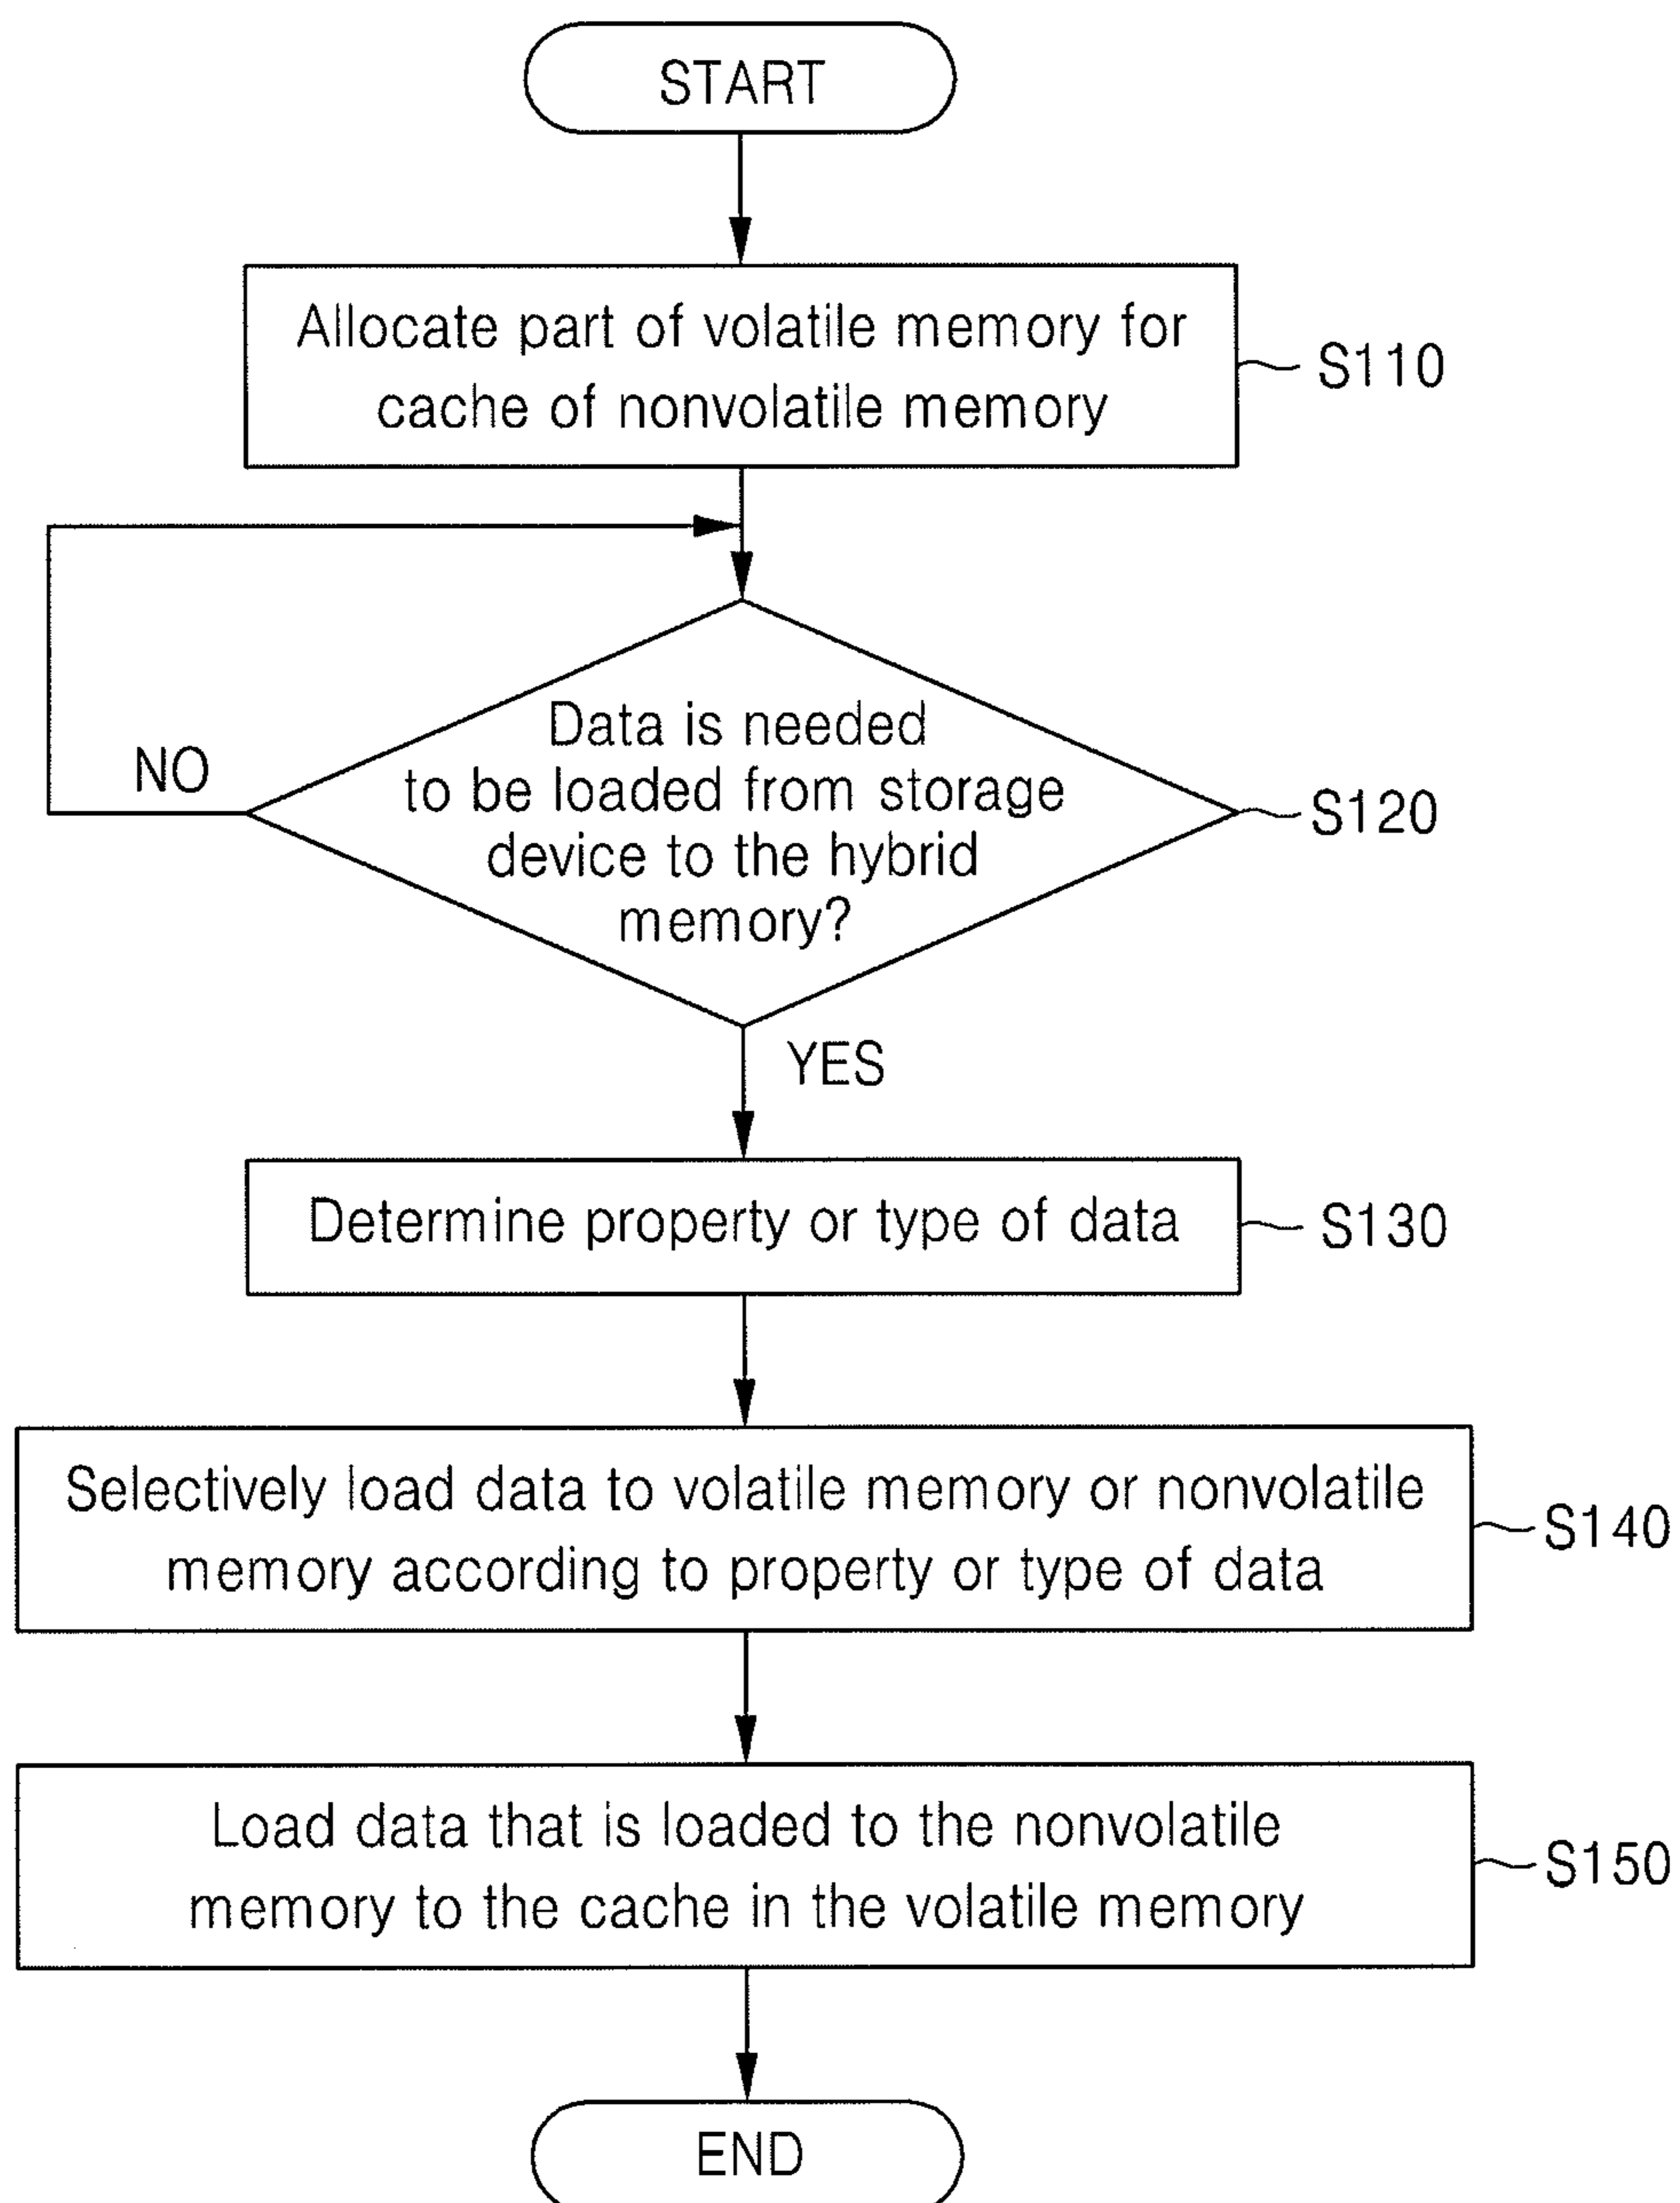 START
Allocate part of volatile memory for
cache of nonvolatile memory
S110
Data is needed
to be loaded from storage
device to the hybrid
memory?
S120
NO
YES
Determine property or type of data
S130
Selectively load data to volatile memory or nonvolatile
memory according to property or type of data
S140
Load data that is loaded to the nonvolatile
memory to the cache in the volatile memory
S150
END